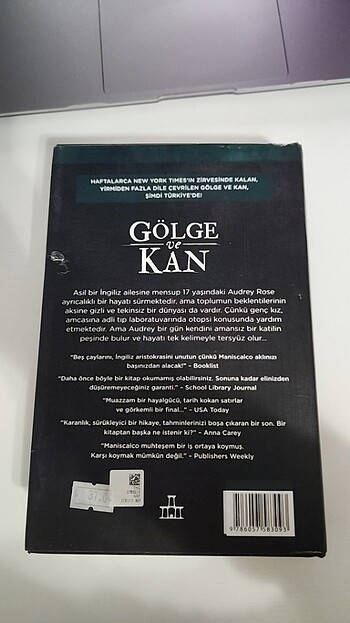 HAFTALARCA NEW YORK TIMES'IN ZİRVESİNDE KALAN,
YİRMİDEN FAZLA DİLE ÇEVRİLEN GÖLGE VE KAN,
ŞİMDİ TÜRKİYE'DE!
GÖLGE
ve
KAN
Asil bir İngiliz ailesine mensup 17 yaşındaki Audrey Rose
ayrıcalıklı bir hayatı sürmektedir, ama toplumun beklentilerinin
aksine gizli ve tekinsiz bir dünyası da vardır. Çünkü genç kız,
amcasına adli tıp laboratuvarında otopsi konusunda yardım
etmektedir. Ama Audrey bir gün kendini amansız bir katilin
peşinde bulur ve hayatı tek kelimeyle tersyüz olur...
"Beş çaylarını, İngiliz aristokrasini unutun çünkü Maniscalco aklınızı
başınızdan alacak!" – Booklist
"Daha önce böyle bir kitap okumamış olabilirsiniz. Sonuna kadar elinizden
düşüremeyeceğiniz garanti." – School Library Journal
"Muazzam bir hayalgücü, tarih kokan satırlar
ve görkemli bir final..." – USA Today
"Karanlık, sürükleyici bir hikaye, tahminlerinizi boşa çıkaran bir son. Bir
kitaptan başka ne istenir ki?" – Anna Carey
"Maniscalco muhteşem bir iş ortaya koymuş.
Karşı koymak mümkün değil." – Publishers Weekly
9 786057 583093